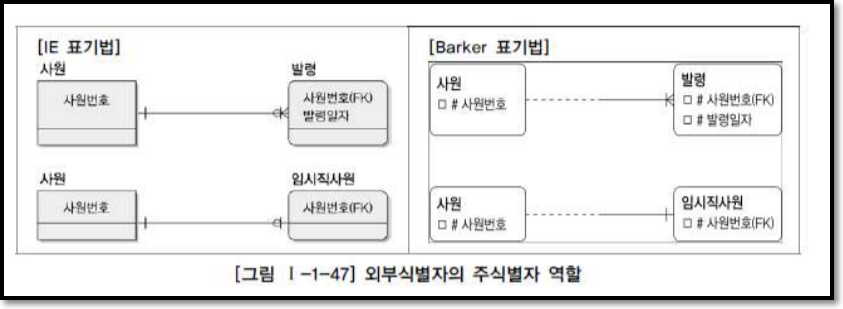 [IE 표기법]
사원
사원번호
발령
사원번호(FK)
발령일자
사원
사원번호
임시직사원
사원번호(FK)
[Barker 표기법]
사원
□ # 사원번호
발령
□ # 사원번호(FK)
□ # 발령일자
사원
□ # 사원번호
임시직사원
□ # 사원번호(FK)
[그림 Ⅰ-1-47] 외부식별자의 주식별자 역할